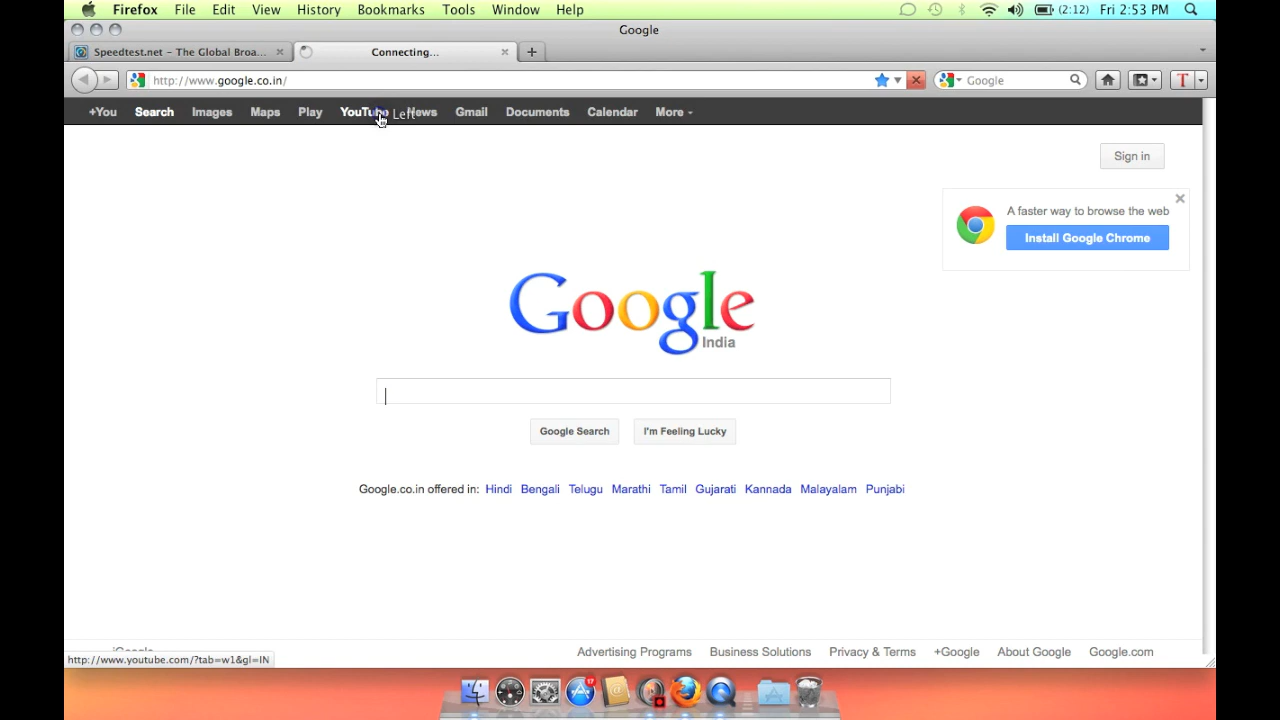 Firefox File Edit View History Bookmarks Tools Window Help (2:12) Fri 2:53 PM
Google
Speedtest.net – The Global Broa... Connecting...
http://www.google.co.in/ Google
+You Search Images Maps Play YouTube News Gmail Documents Calendar More
Left
Sign in
A faster way to browse the web
Install Google Chrome
Google
India
Google Search I'm Feeling Lucky
Google.co.in offered in: Hindi Bengali Telugu Marathi Tamil Gujarati Kannada Malayalam Punjabi
iGoogle Advertising Programs Business Solutions Privacy & Terms +Google About Google Google.com
http://www.youtube.com/?tab=w1&gl=IN
17